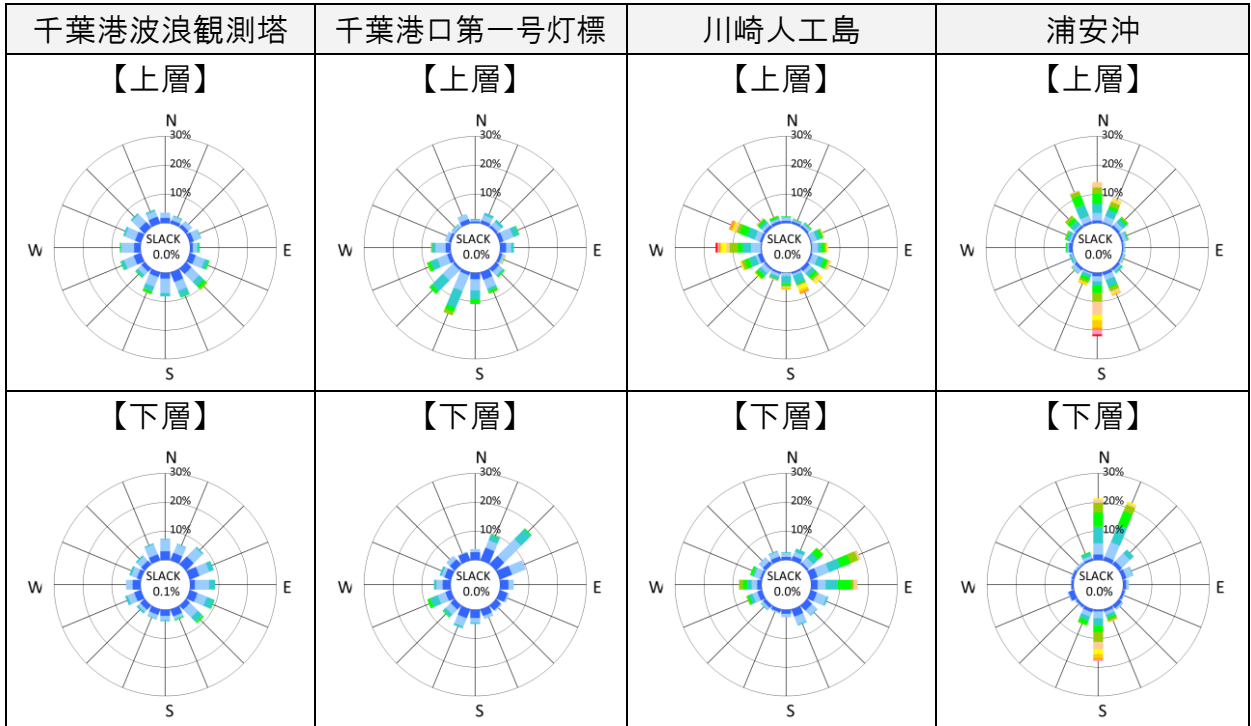 千葉港波浪観測塔
千葉港口第一号灯標
川崎人工島
浦安沖
【上層】
N
30%
20%
10%
SLACK
0.0%
W
E
S
【上層】
N
30%
20%
10%
SLACK
0.0%
W
E
S
【上層】
N
30%
20%
10%
SLACK
0.0%
W
E
S
【上層】
N
30%
20%
10%
SLACK
0.0%
W
E
S
【下層】
N
30%
20%
10%
SLACK
0.1%
W
E
S
【下層】
N
30%
20%
10%
SLACK
0.0%
W
E
S
【下層】
N
30%
20%
10%
SLACK
0.0%
W
E
S
【下層】
N
30%
20%
10%
SLACK
0.0%
W
E
S